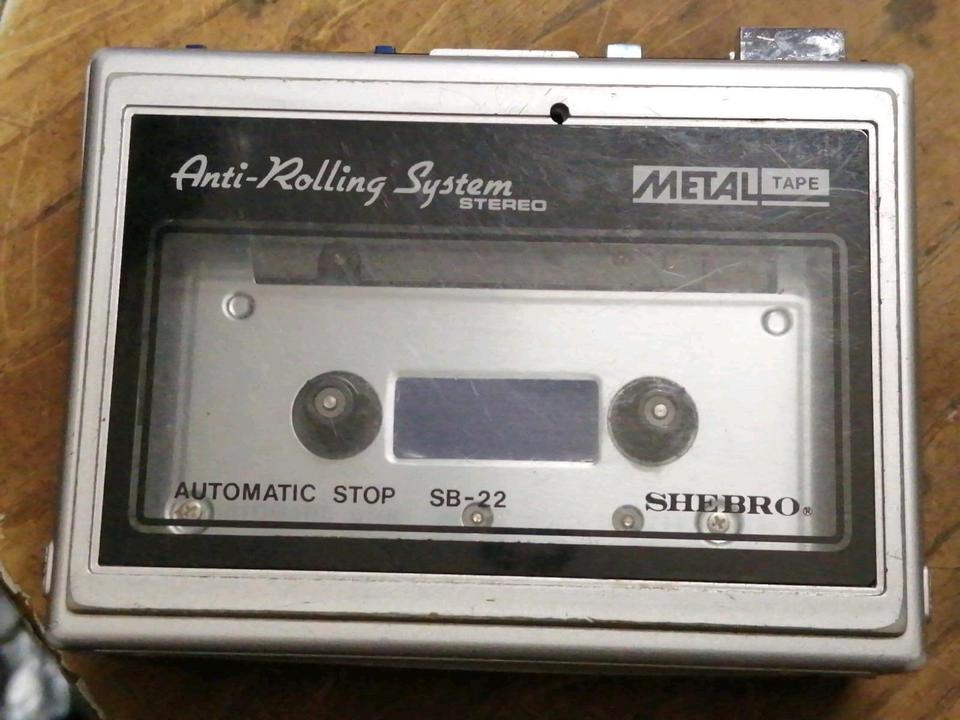 Anti-Rolling System
STEREO
METAL TAPE
AUTOMATIC STOP SB-22
SHEBRO®